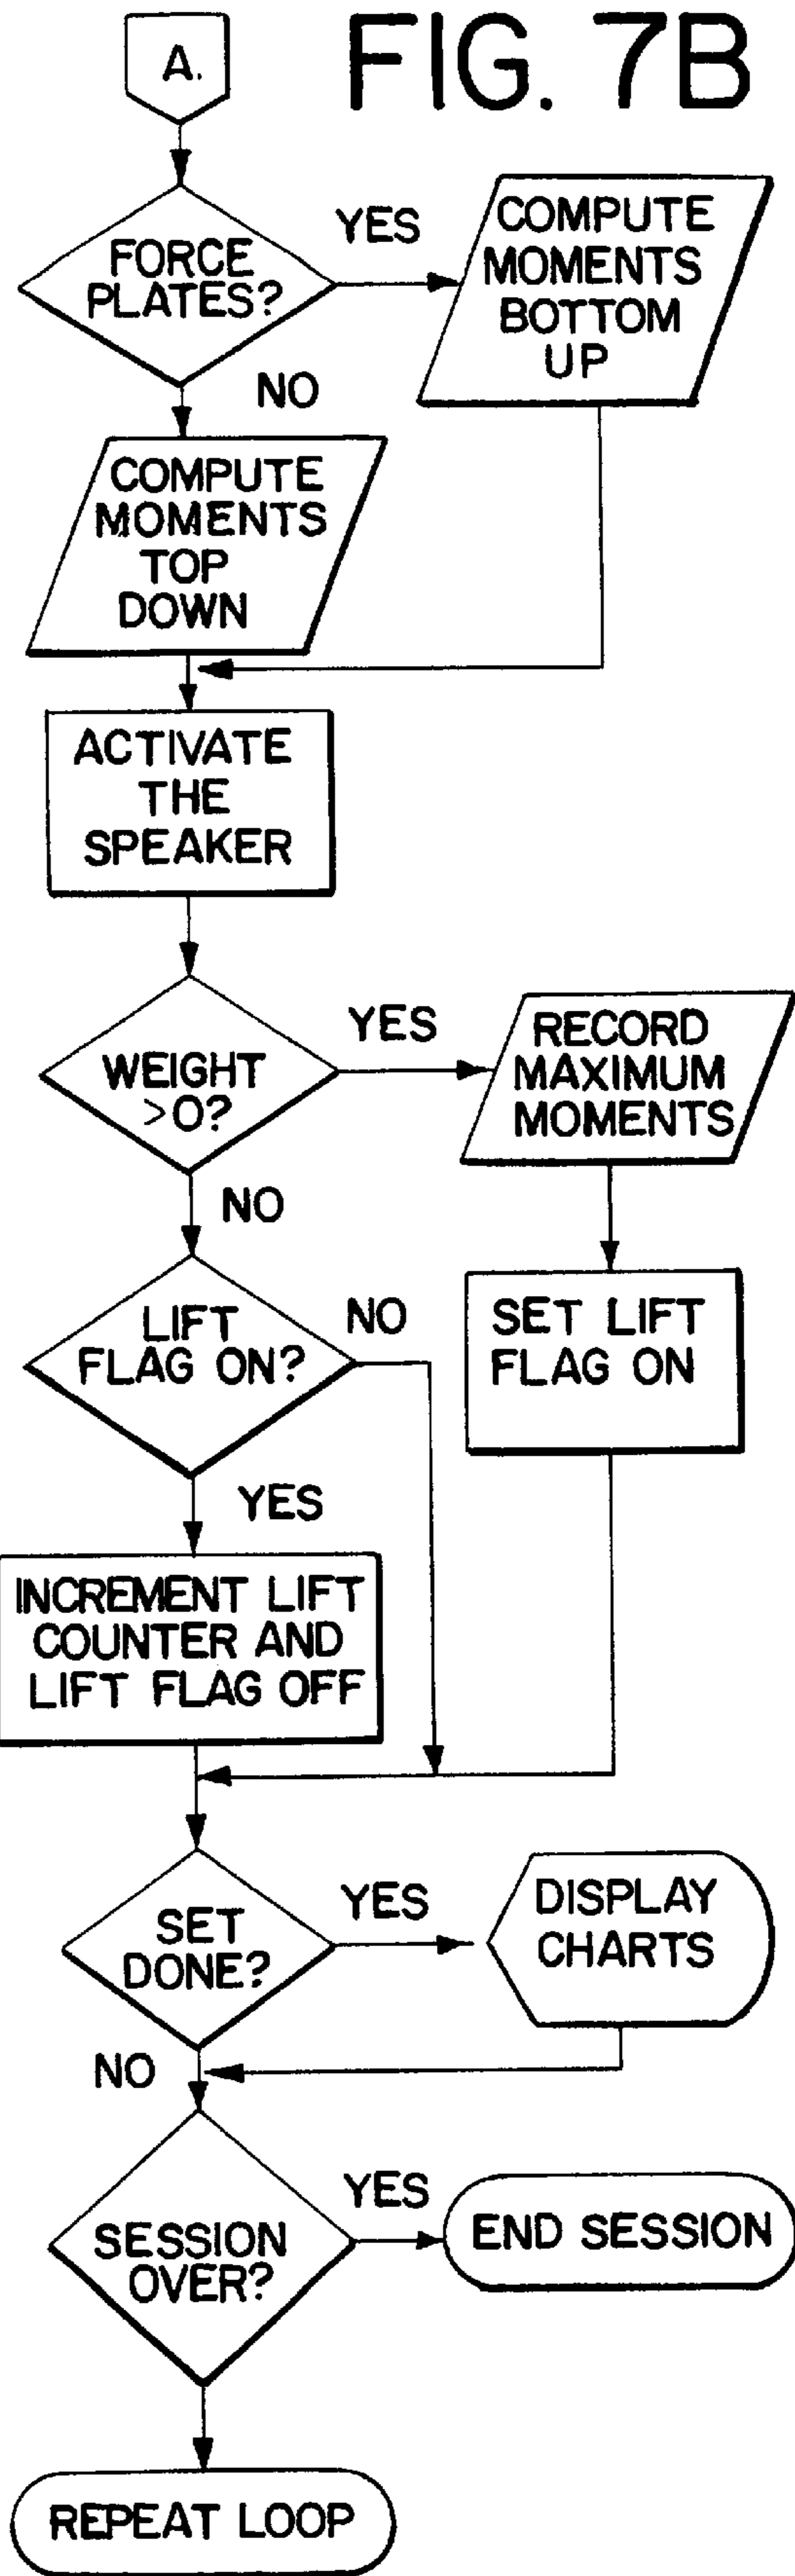 FIG. 7B
A.
FORCE
PLATES?
YES
COMPUTE
MOMENTS
BOTTOM
UP
NO
COMPUTE
MOMENTS
TOP
DOWN
ACTIVATE
THE
SPEAKER
WEIGHT
>0?
YES
RECORD
MAXIMUM
MOMENTS
NO
LIFT
FLAG ON?
NO
SET LIFT
FLAG ON
YES
INCREMENT LIFT
COUNTER AND
LIFT FLAG OFF
SET
DONE?
YES
DISPLAY
CHARTS
NO
SESSION
OVER?
YES
END SESSION
REPEAT LOOP